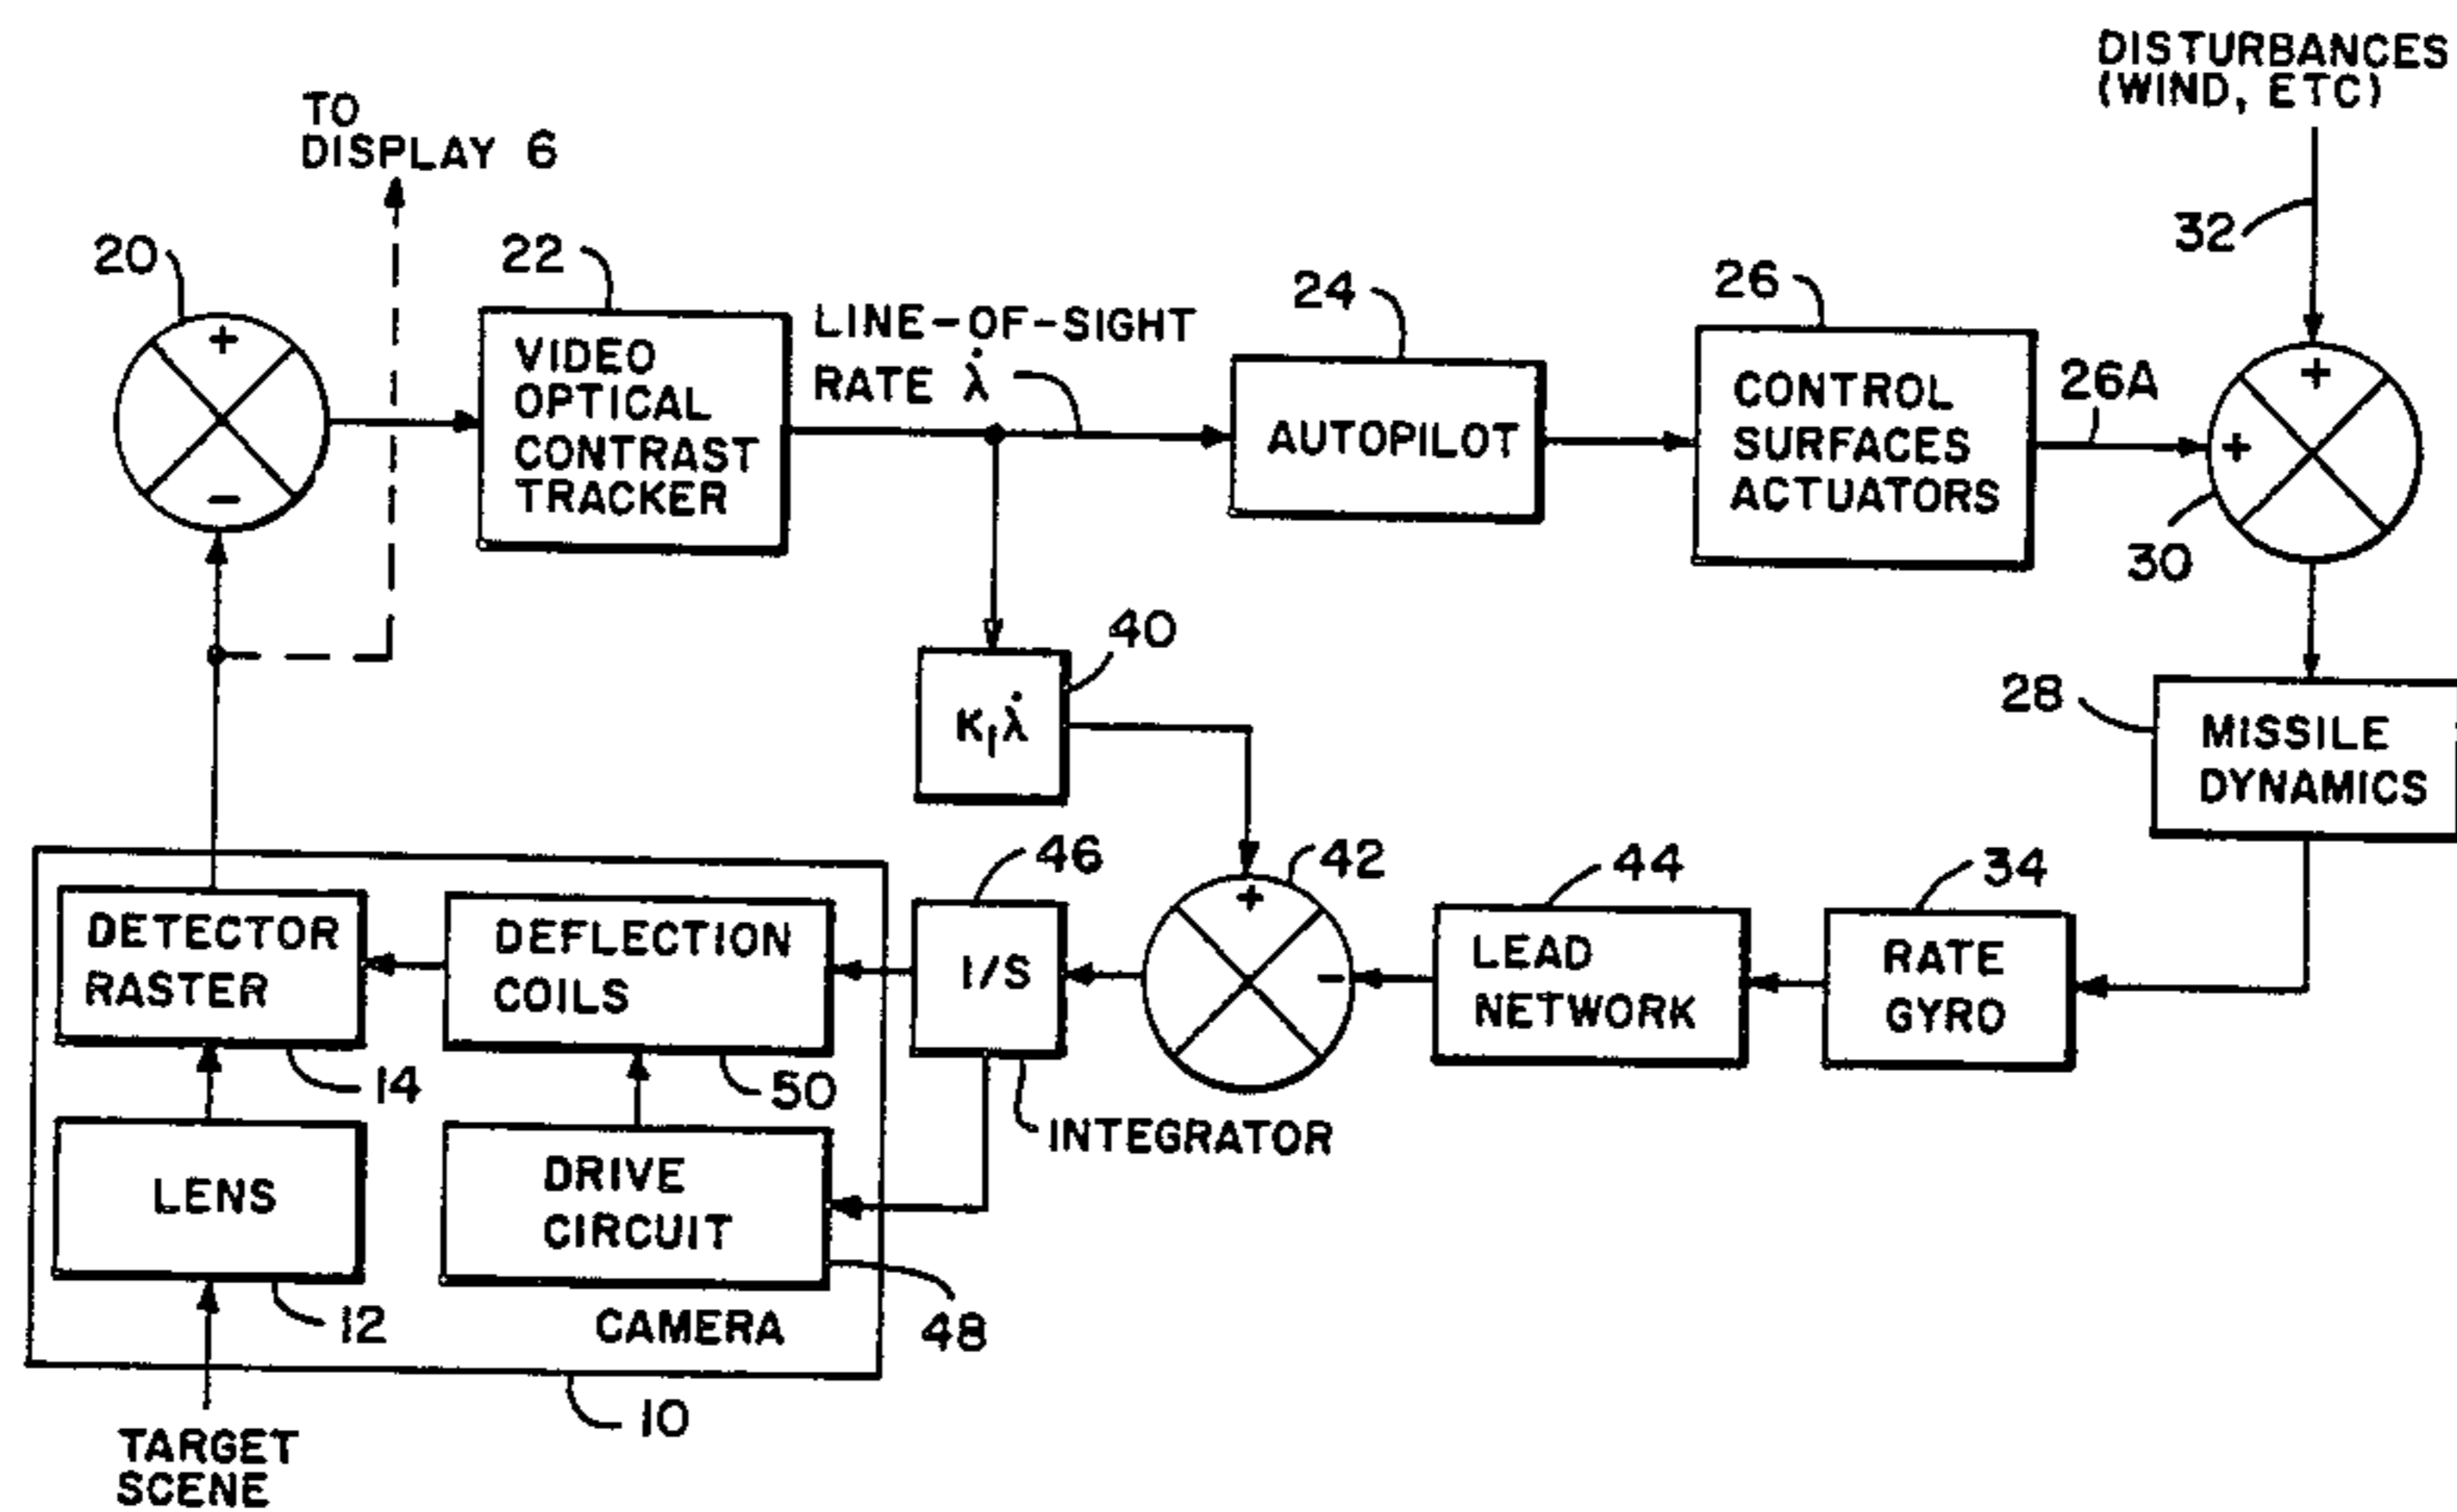 DISTURBANCES
(WIND, ETC)
TO
DISPLAY 6
32
20
22
24
26
+
VIDEO
OPTICAL
CONTRAST
TRACKER
LINE-OF-SIGHT
RATE λ̇
AUTOPILOT
CONTROL
SURFACES
ACTUATORS
26A
+
+
−
30
40
K₁λ̇
28
MISSILE
DYNAMICS
46
42
44
34
DETECTOR
RASTER
DEFLECTION
COILS
1/S
+
−
LEAD
NETWORK
RATE
GYRO
14
50
INTEGRATOR
LENS
DRIVE
CIRCUIT
12
CAMERA
48
10
TARGET
SCENE